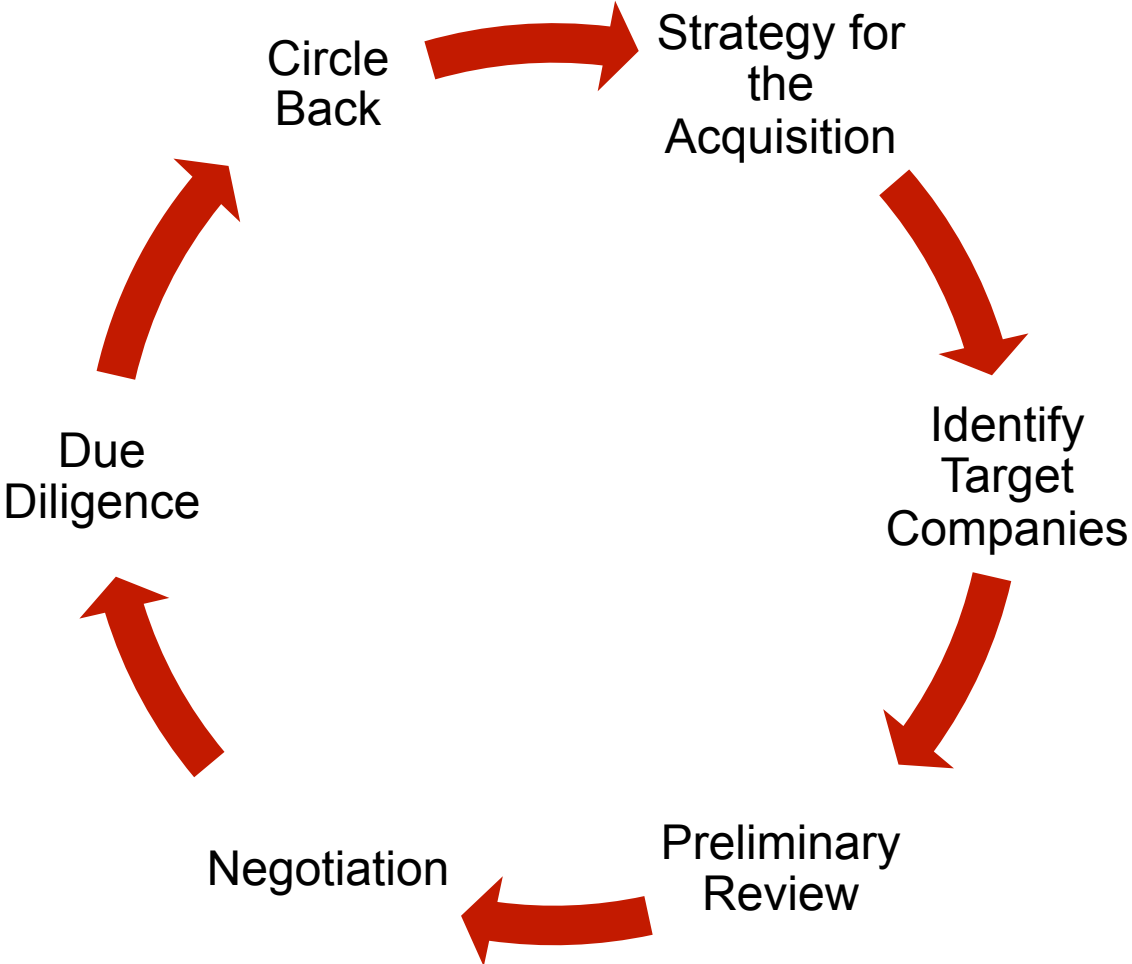 Circle
Back
Strategy for
the
Acquisition
Identify
Target
Companies
Preliminary
Review
Negotiation
Due
Diligence